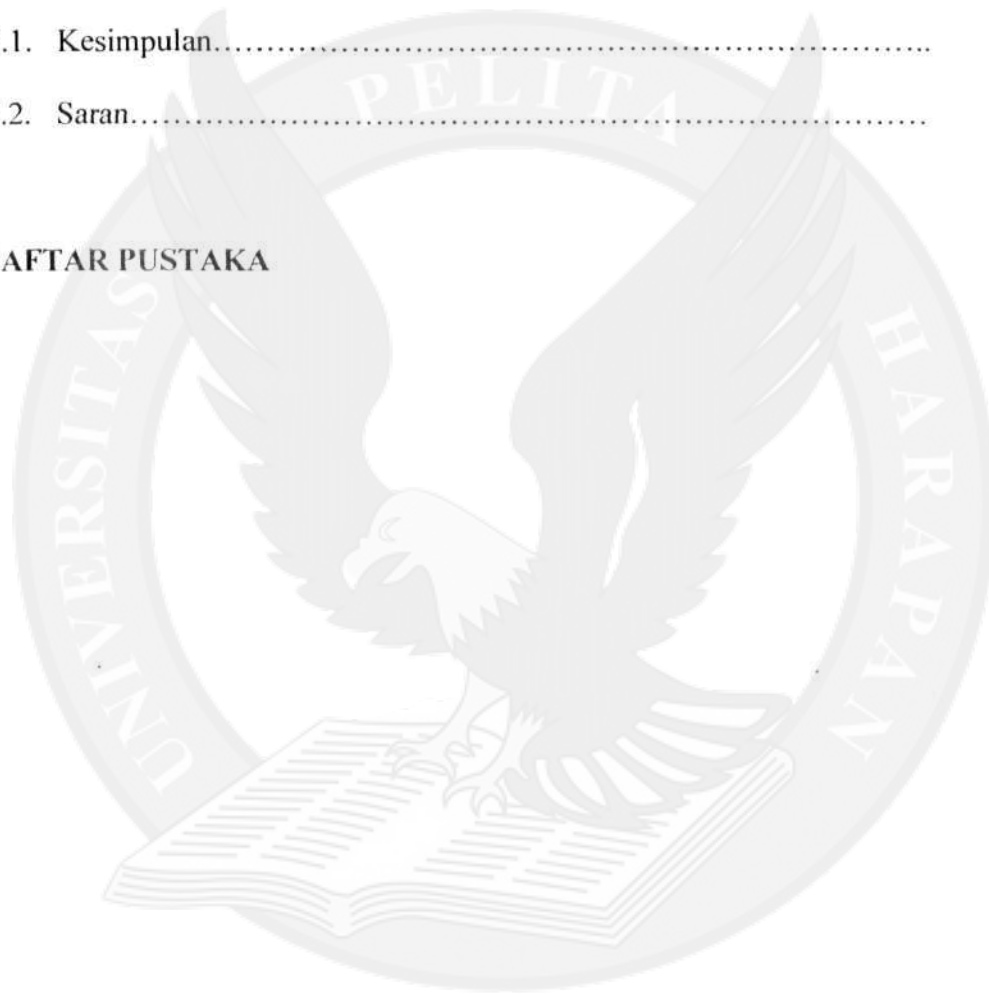 .1. Kesimpulan……………………………………………………………..
.2. Saran………………………………………………………………………
AFTAR PUSTAKA
UNIVERSITAS PELITA HARAPAN